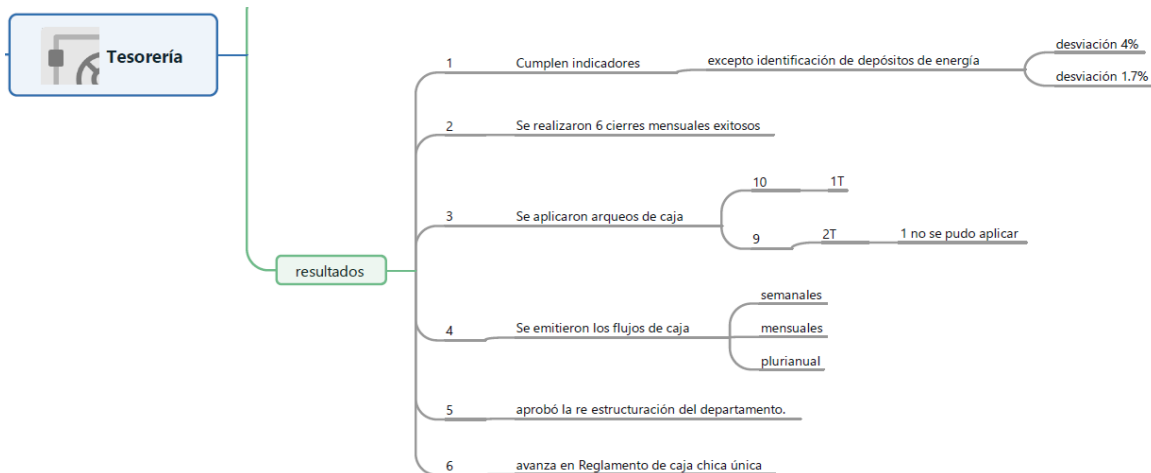 Tesorería
resultados
1
Cumplen indicadores
excepto identificación de depósitos de energía
desviación 4%
desviación 1.7%
2
Se realizaron 6 cierres mensuales exitosos
3
Se aplicaron arqueos de caja
10
1T
9
2T
1 no se pudo aplicar
4
Se emitieron los flujos de caja
semanales
mensuales
plurianual
5
aprobó la re estructuración del departamento.
6
avanza en Reglamento de caja chica única